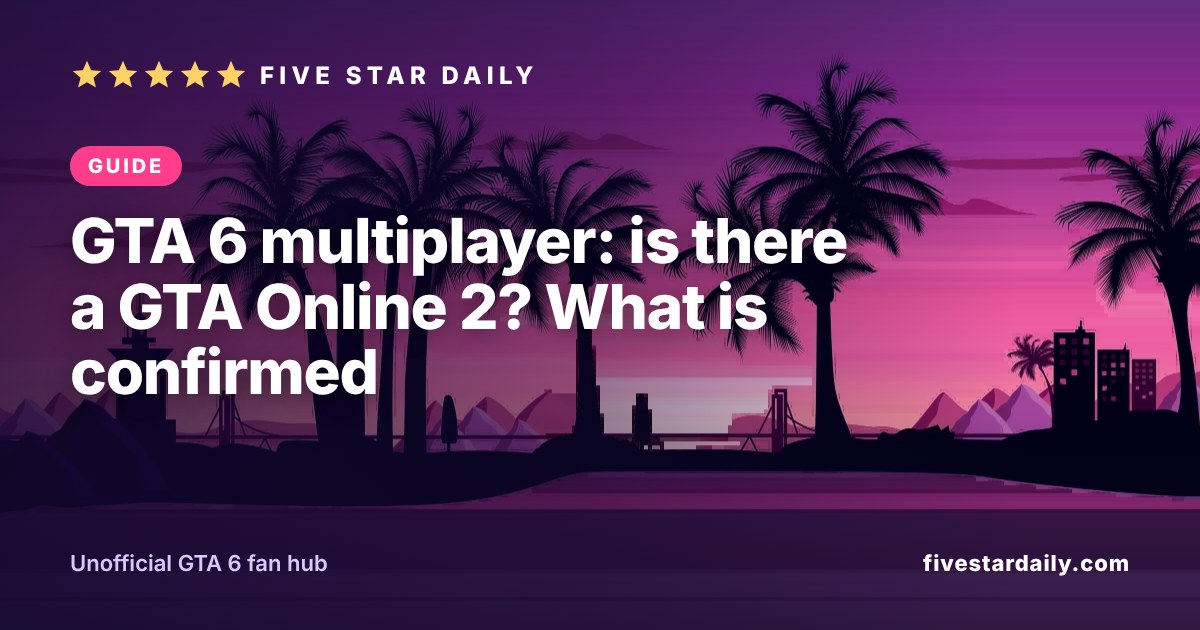 FIVE STAR DAILY
GUIDE
GTA 6 multiplayer: is there
a GTA Online 2? What is
confirmed
Unofficial GTA 6 fan hub
fivestardaily.com